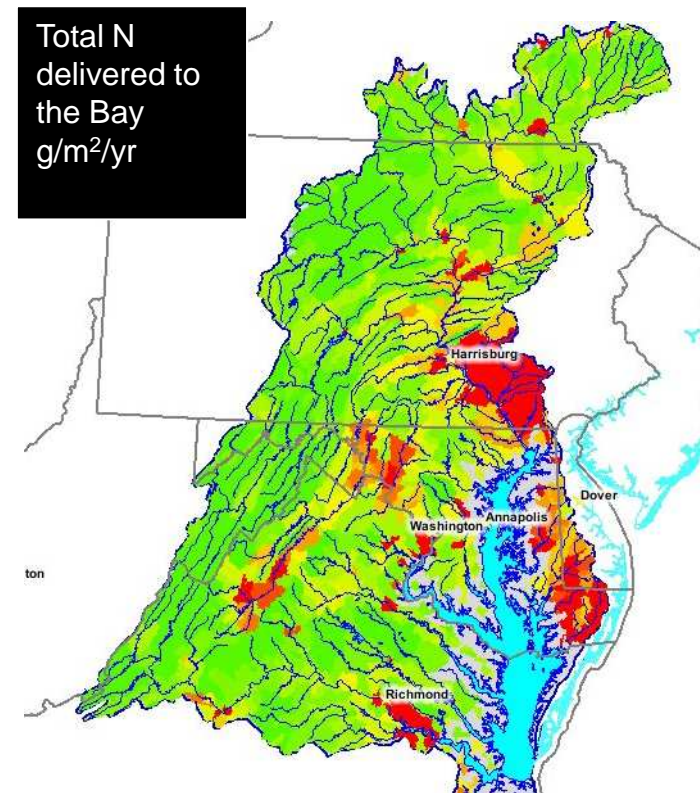 Total N
delivered to
the Bay
g/m²/yr
Harrisburg
Dover
Washington
Annapolis
ton
Richmond